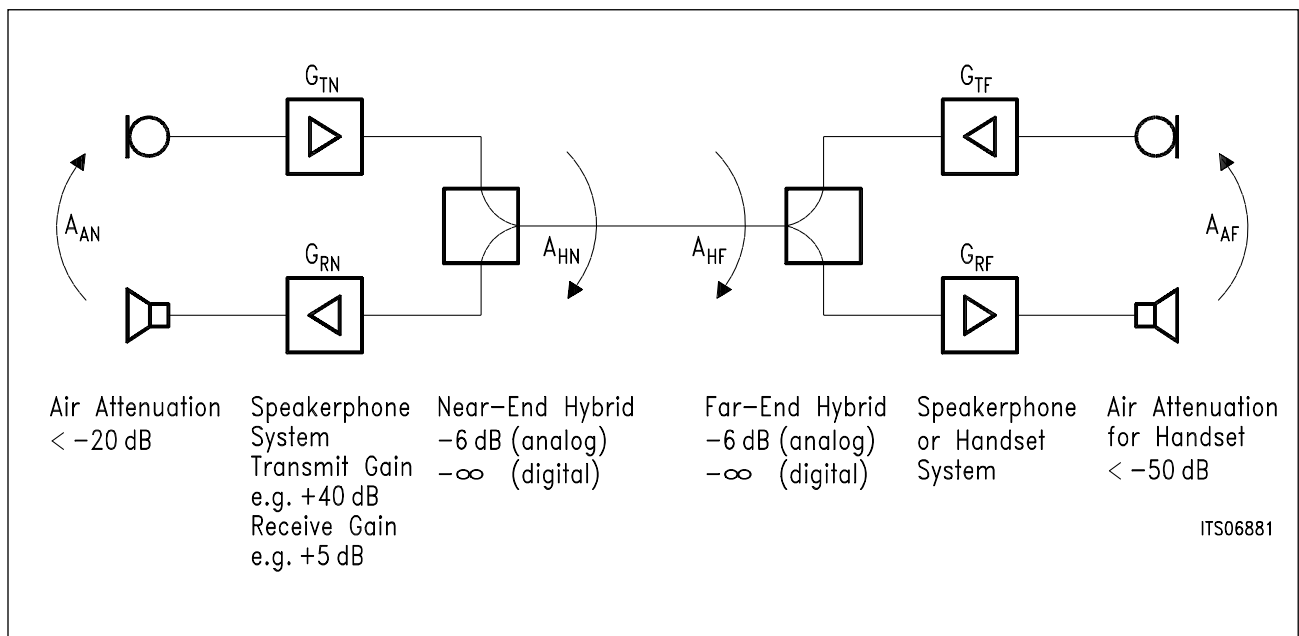 G_TN
G_TF
A_AN
A_HN
A_HF
A_AF
G_RN
G_RF
Air Attenuation
< -20 dB
Speakerphone
System
Transmit Gain
e.g. +40 dB
Receive Gain
e.g. +5 dB
Near-End Hybrid
-6 dB (analog)
-∞ (digital)
Far-End Hybrid
-6 dB (analog)
-∞ (digital)
Speakerphone
or Handset
System
Air Attenuation
for Handset
< -50 dB
ITS06881